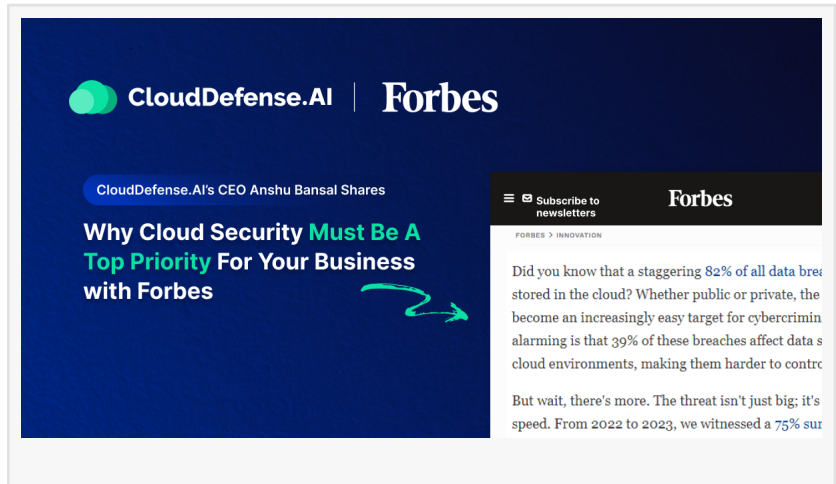 CloudDefense.AI | Forbes
CloudDefense.AI's CEO Anshu Bansal Shares
Why Cloud Security Must Be A
Top Priority For Your Business
with Forbes
Subscribe to
newsletters
Forbes
FORBES > INNOVATION
Did you know that a staggering 82% of all data
stored in the cloud? Whether public or private, the
become an increasingly easy target for
alarming is that 39% of these breaches affect data
cloud environments, making them harder to
But wait, there's more. The threat isn't just big; it's
speed. From 2022 to 2023, we witnessed a 75%